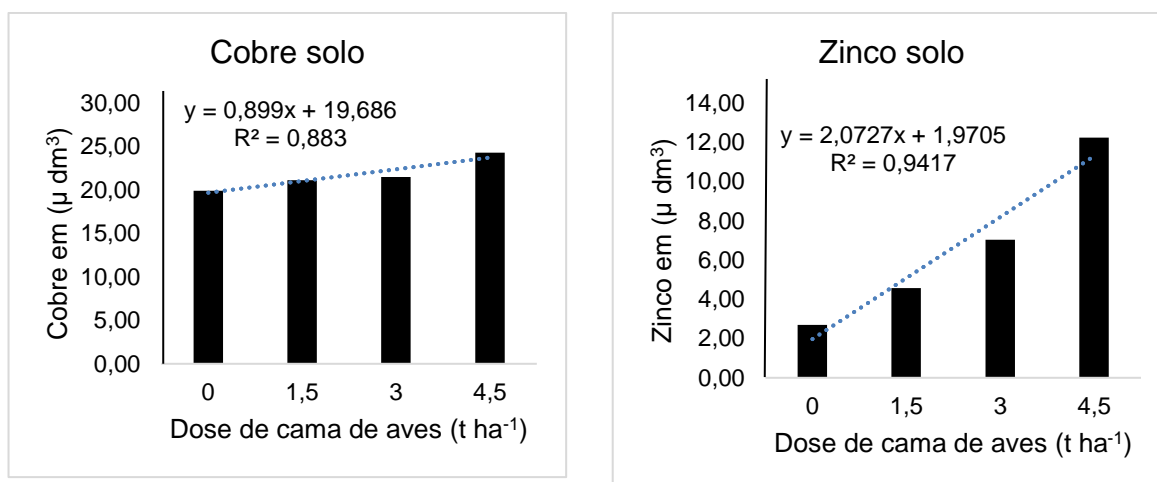 Cobre solo
y = 0,899x + 19,686
R² = 0,883
Cobre em (µ dm³)
30,00
25,00
20,00
15,00
10,00
5,00
0,00
0 1,5 3 4,5
Dose de cama de aves (t ha⁻¹)
Zinco solo
y = 2,0727x + 1,9705
R² = 0,9417
Zinco em (µ dm³)
14,00
12,00
10,00
8,00
6,00
4,00
2,00
0,00
0 1,5 3 4,5
Dose de cama de aves (t ha⁻¹)